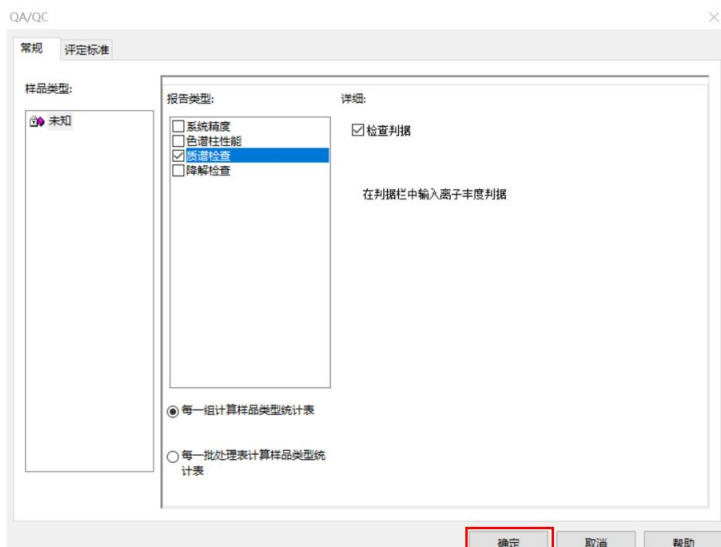 QA/QC
常规
评定标准
样品类型:
未知
报告类型:
系统精度
色谱柱性能
质谱检查
降解检查
每一组计算样品类型统计表
每一批处理表计算样品类型统
计表
详细:
检查判据
在判据栏中输入离子丰度判据
确定
取消
帮助